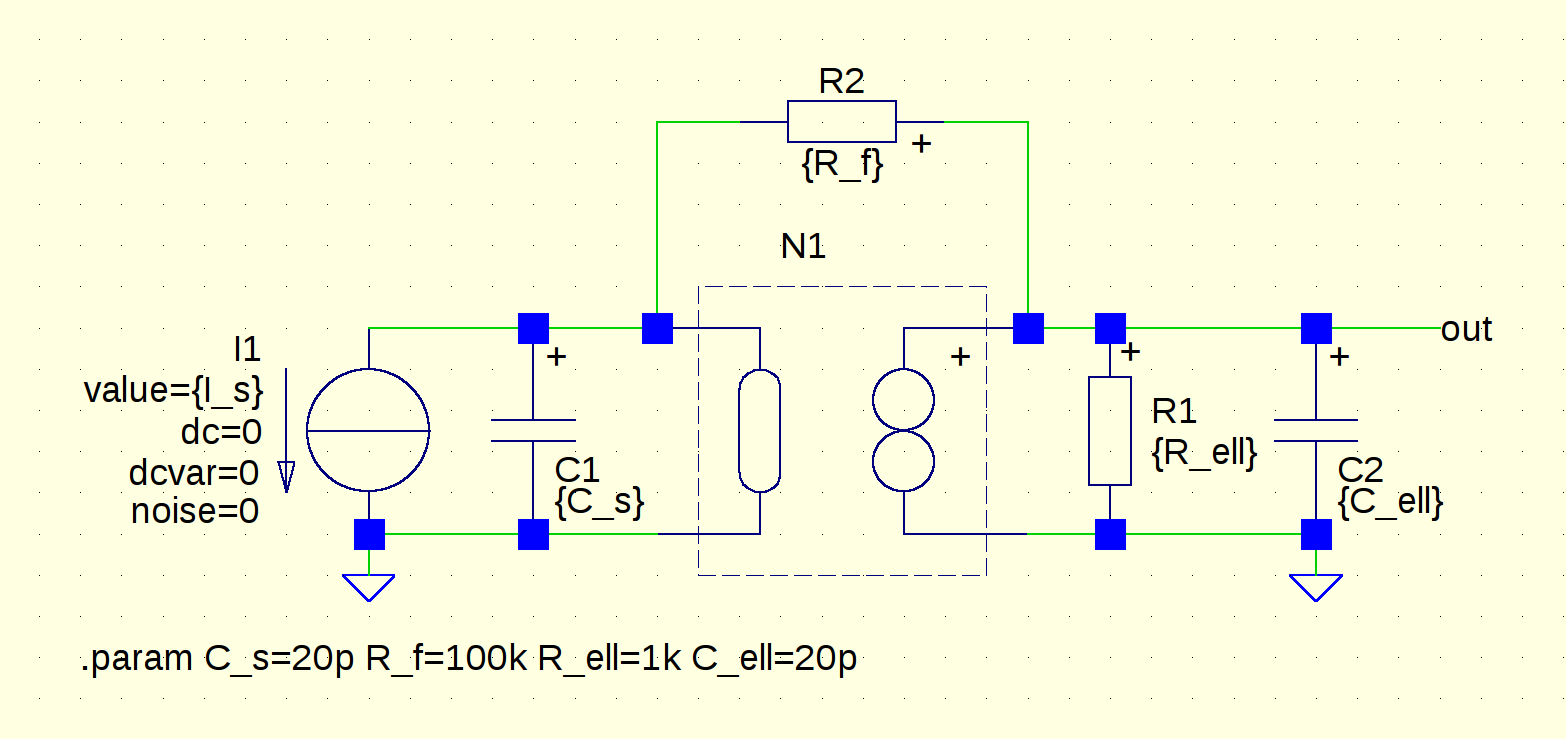 R2
+
{R_f}
N1
I1
value={I_s}
dc=0
dcvar=0
noise=0
+
C1
{C_s}
+
+
R1
{R_ell}
+
C2
{C_ell}
out
.param C_s=20p R_f=100k R_ell=1k C_ell=20p